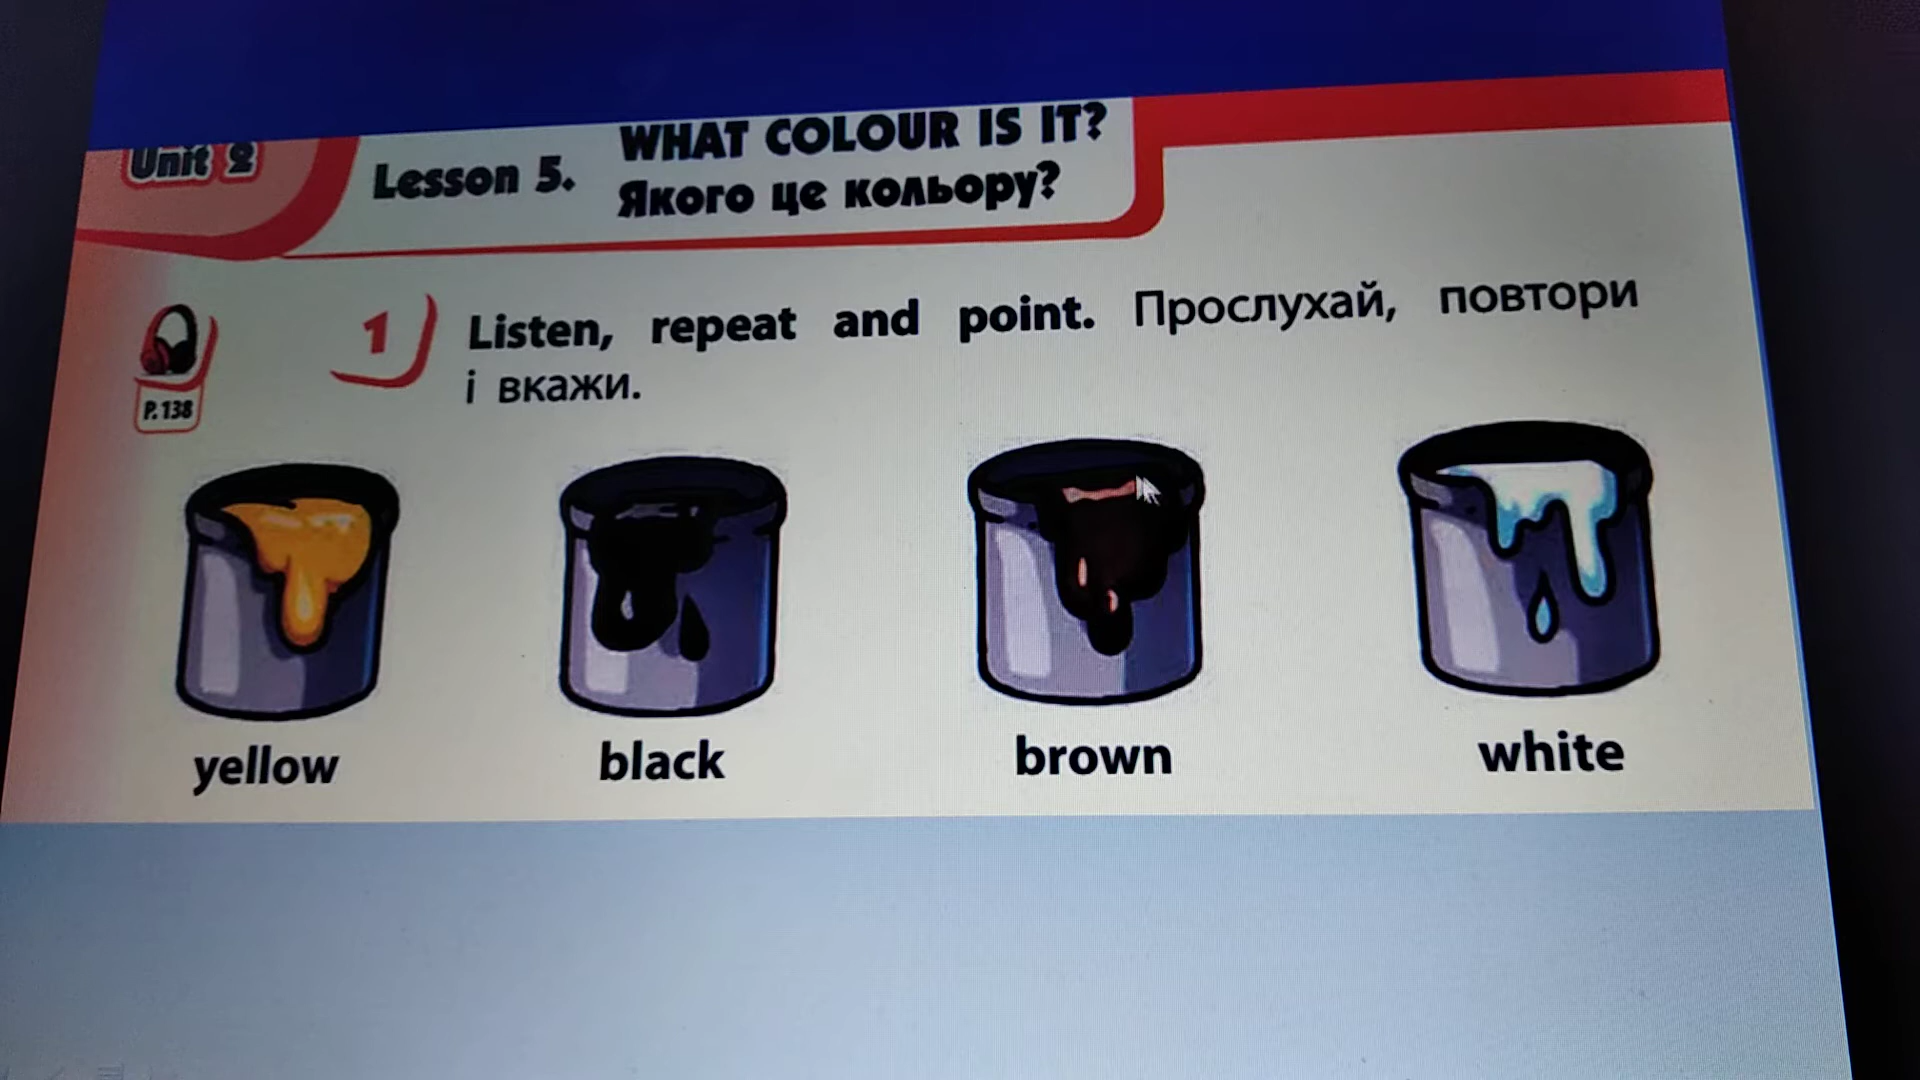 Unit 2
Lesson 5.
WHAT COLOUR IS IT?
Якого це кольору?
P. 138
1
Listen, repeat and point. Прослухай, повтори
і вкажи.
yellow
black
brown
white